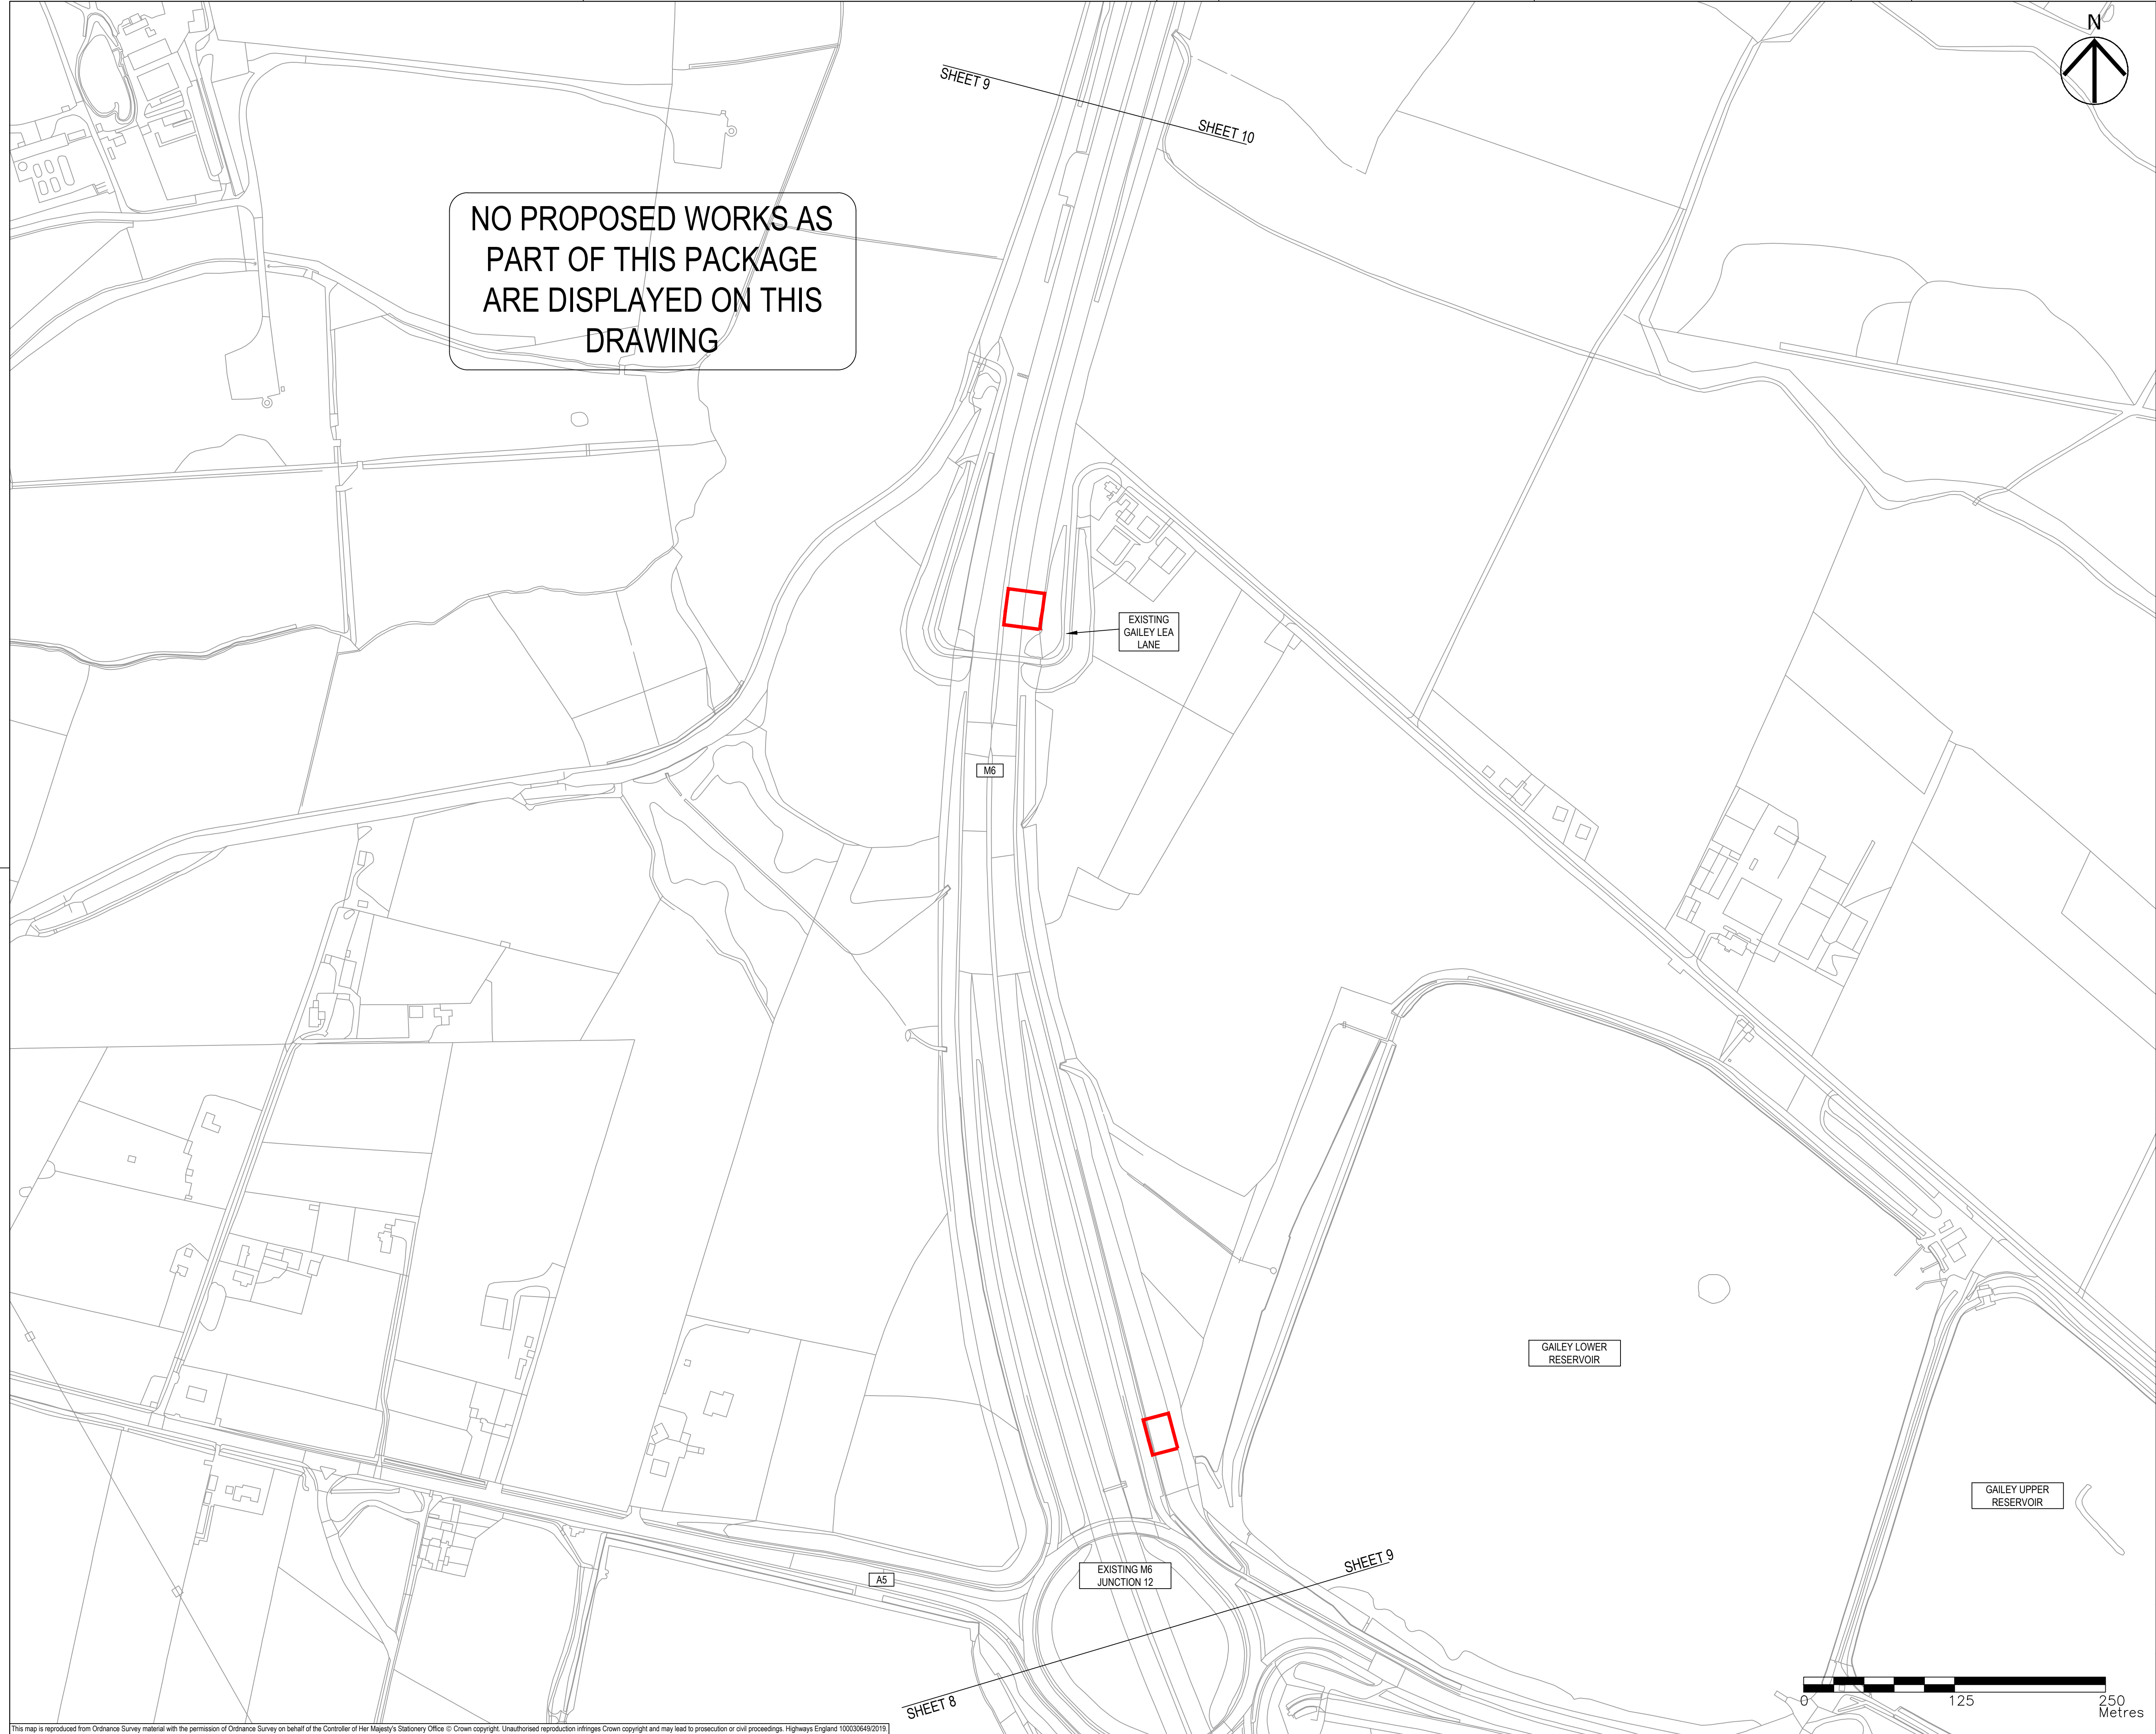 N
SHEET 9
SHEET 10
NO PROPOSED WORKS AS
PART OF THIS PACKAGE
ARE DISPLAYED ON THIS
DRAWING
EXISTING
GAILEY LEA
LANE
M6
GAILEY LOWER
RESERVOIR
GAILEY UPPER
RESERVOIR
EXISTING M6
JUNCTION 12
A5
SHEET 9
SHEET 8
0 125 250
Metres
This map is reproduced from Ordnance Survey material with the permission of Ordnance Survey on behalf of the Controller of Her Majesty's Stationery Office © Crown copyright. Unauthorised reproduction infringes Crown copyright and may lead to prosecution or civil proceedings. Highways England 100030649/2019.